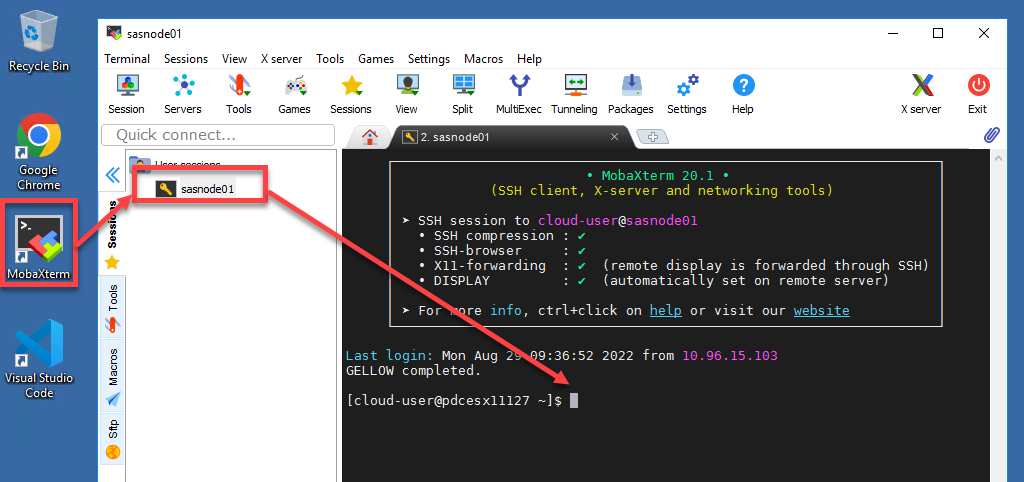 Recycle Bin
Google
Chrome
MobaXterm
Visual Studio
Code
sasnode01
Terminal Sessions View X server Tools Games Settings Macros Help
Session Servers Tools Games Sessions View Split MultiExec Tunneling Packages Settings Help X server Exit
Quick connect...
2. sasnode01
User sessions
sasnode01
Sessions
Tools
Macros
Sftp
• MobaXterm 20.1 •
(SSH client, X-server and networking tools)
➤ SSH session to cloud-user@sasnode01
• SSH compression : ✔
• SSH-browser : ✔
• X11-forwarding : ✔ (remote display is forwarded through SSH)
• DISPLAY : ✔ (automatically set on remote server)
➤ For more info, ctrl+click on help or visit our website
Last login: Mon Aug 29 09:36:52 2022 from 10.96.15.103
GELLOW completed.
[cloud-user@pdcesx11127 ~]$